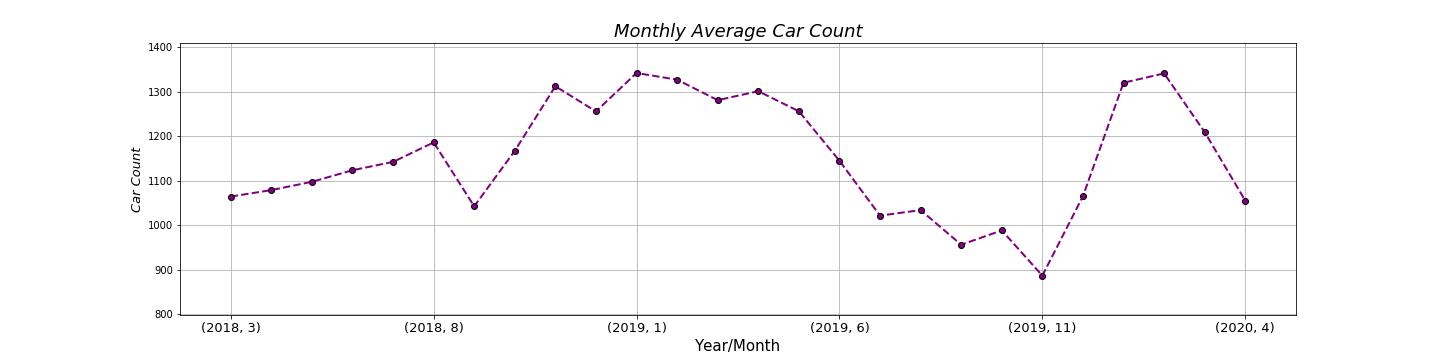 Monthly Average Car Count
1400
1300
1200
1100
1000
900
800
Car Count
(2018, 3) (2018, 8) (2019, 1) (2019, 6) (2019, 11) (2020, 4)
Year/Month